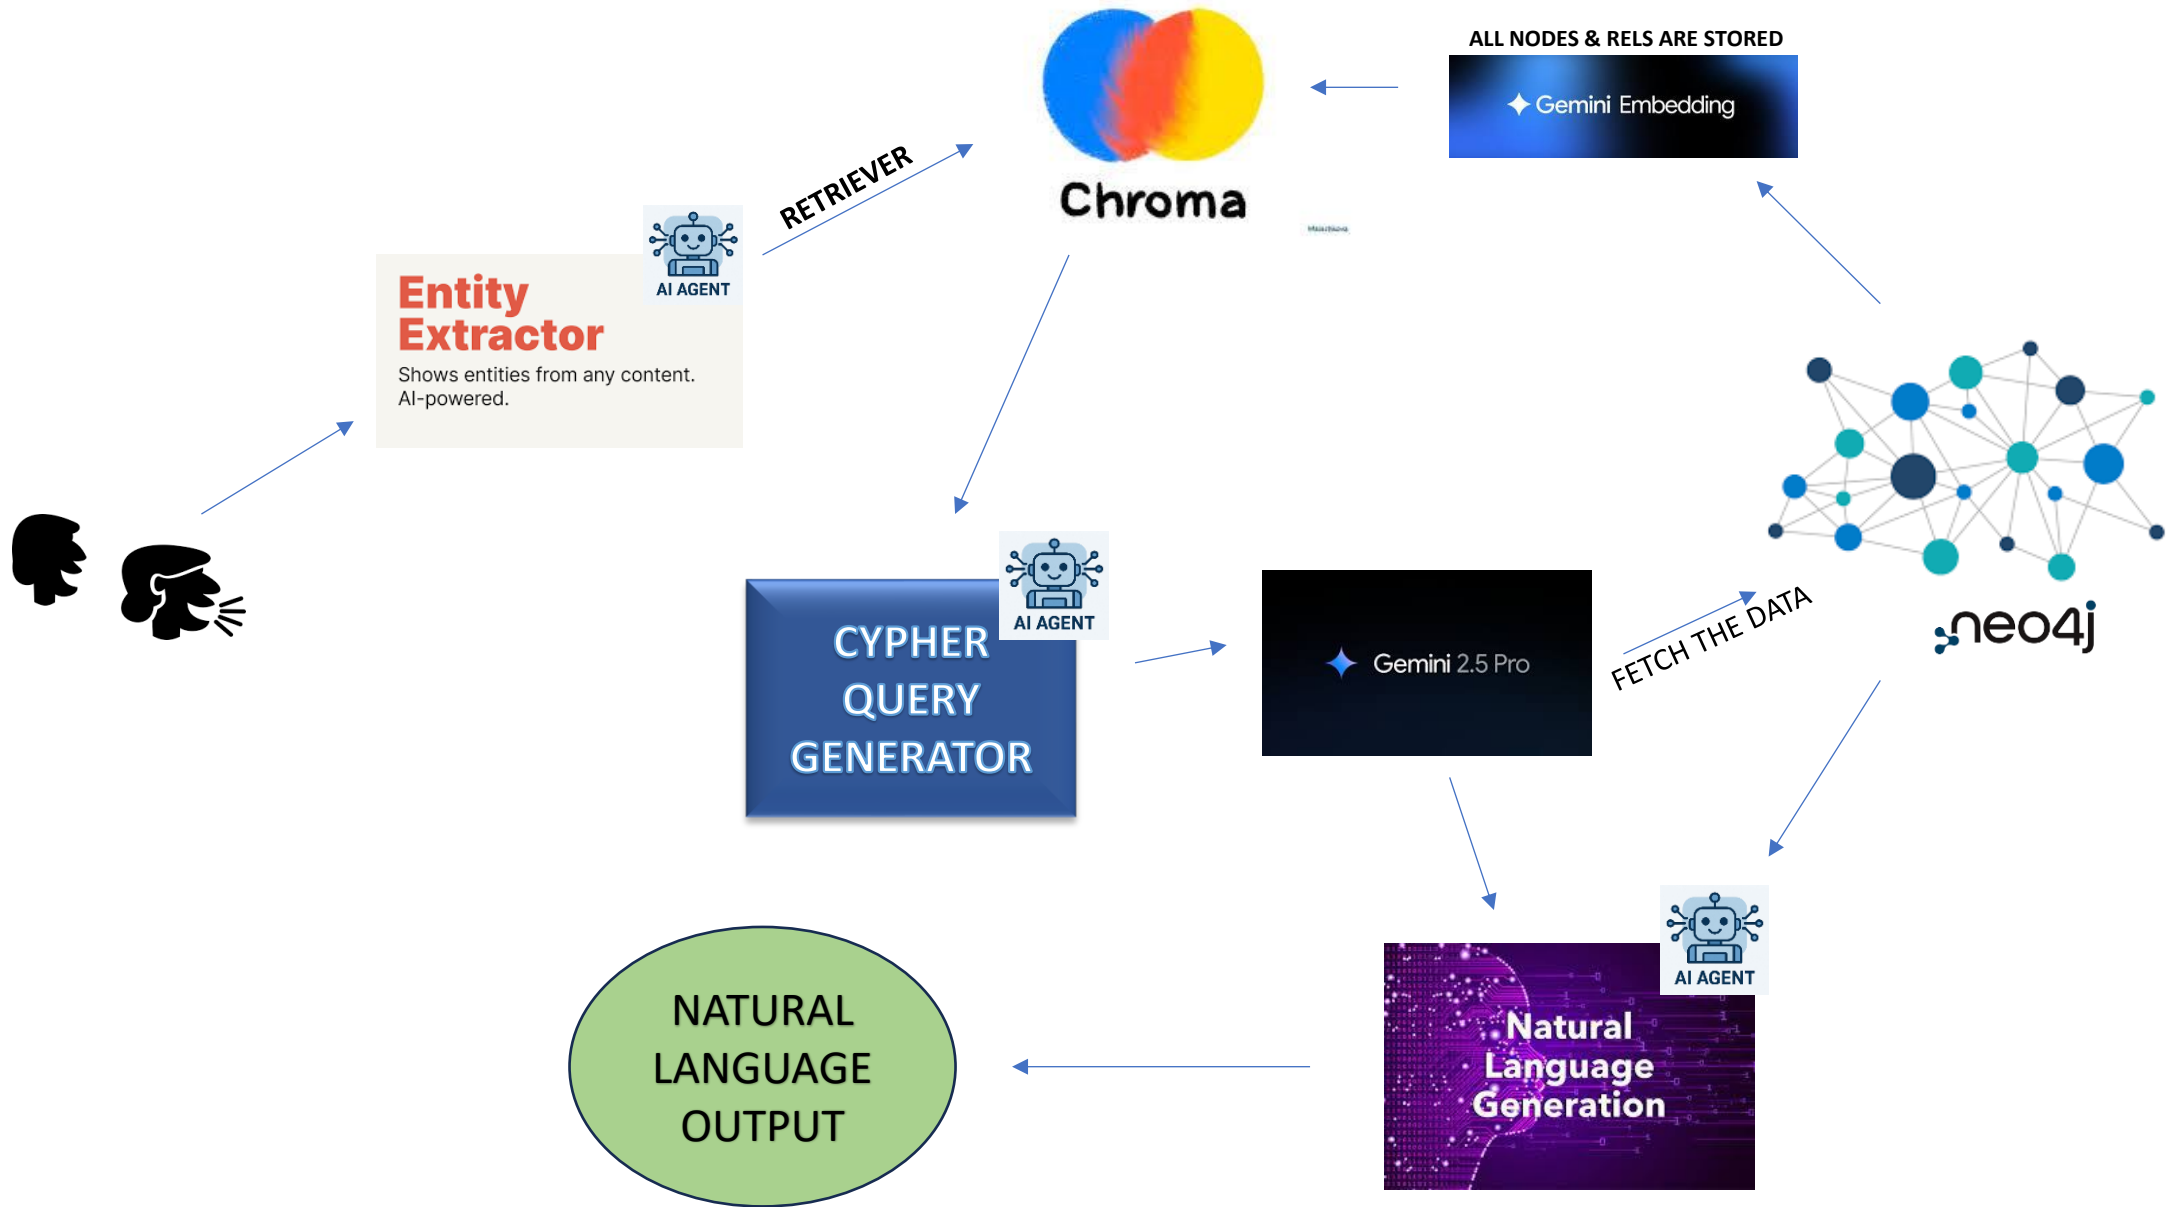 ALL NODES & RELS ARE STORED
Gemini Embedding
Chroma
RETRIEVER
AI AGENT
Entity
Extractor
Shows entities from any content.
AI-powered.
AI AGENT
CYPHER
QUERY
GENERATOR
Gemini 2.5 Pro
FETCH THE DATA
neo4j
AI AGENT
Natural
Language
Generation
NATURAL
LANGUAGE
OUTPUT